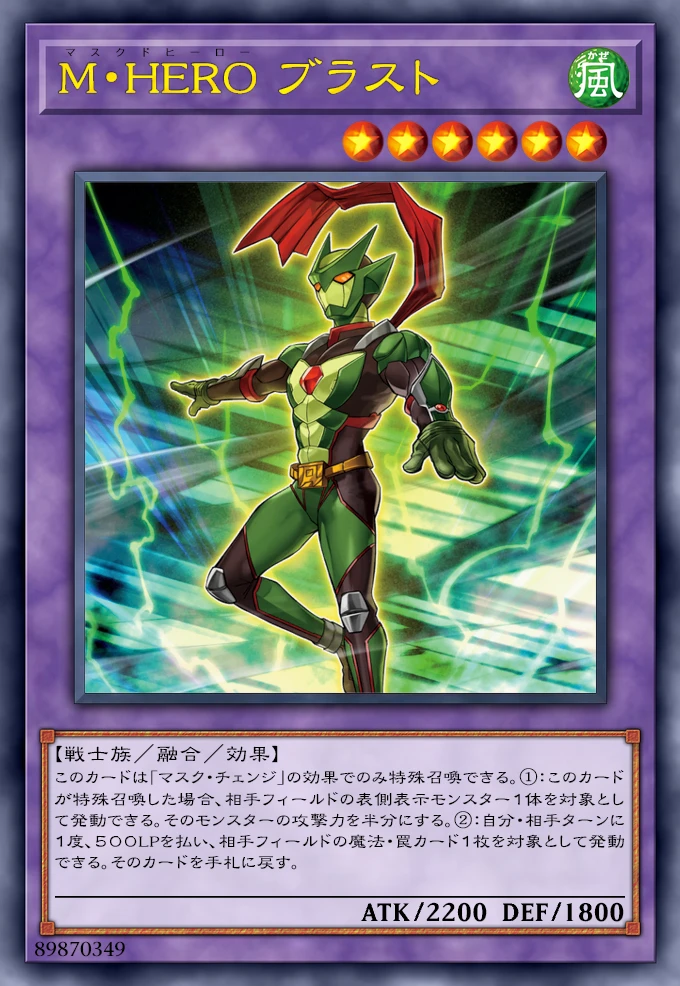 マスクドヒーロー
M・HERO ブラスト
かぜ
風
【戦士族／融合／効果】
このカードは「マスク・チェンジ」の効果でのみ特殊召喚できる。①：このカード
が特殊召喚した場合、相手フィールドの表側表示モンスター１体を対象とし
て発動できる。そのモンスターの攻撃力を半分にする。②：自分・相手ターンに
１度、５００LPを払い、相手フィールドの魔法・罠カード１枚を対象として発動
できる。そのカードを手札に戻す。
ATK/2200 DEF/1800
89870349